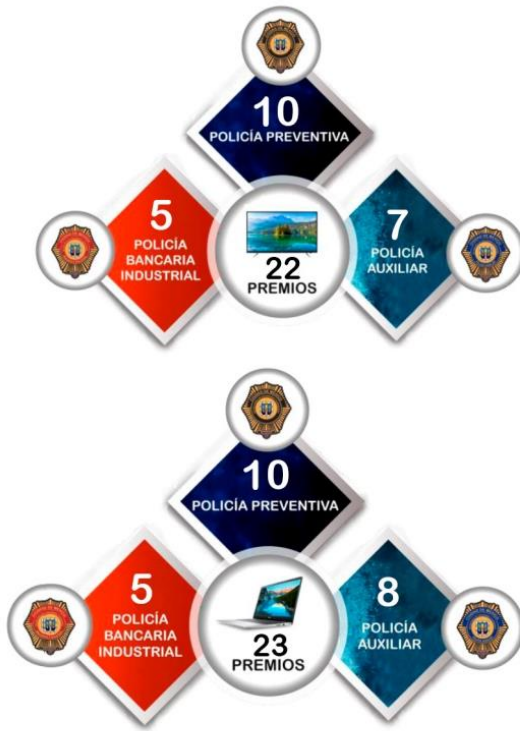 10
POLICÍA PREVENTIVA
5
POLICÍA
BANCARIA
INDUSTRIAL
22
PREMIOS
7
POLICÍA
AUXILIAR
10
POLICÍA PREVENTIVA
5
POLICÍA
BANCARIA
INDUSTRIAL
23
PREMIOS
8
POLICÍA
AUXILIAR